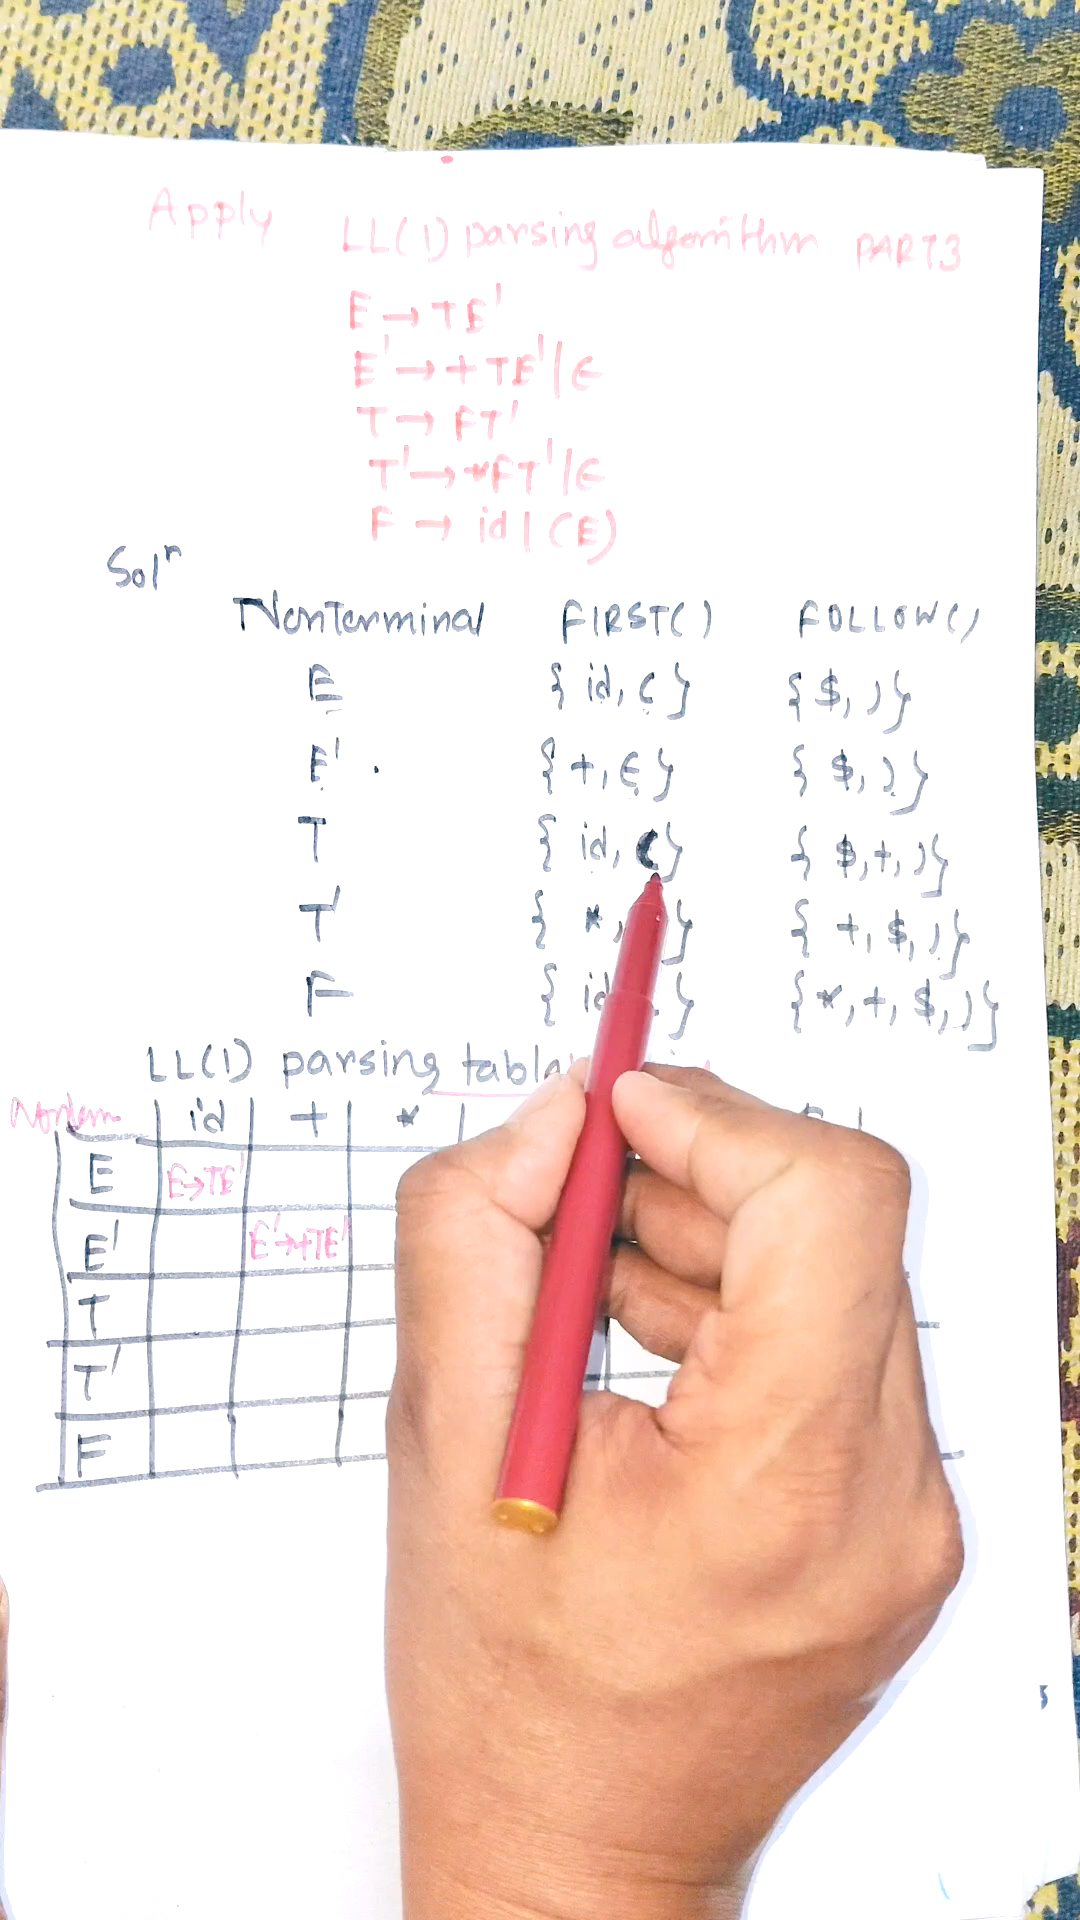 Apply LL(1) parsing algorithm PART3
E → TE'
E' → +TE'|ϵ
T → FT'
T' → *FT'|ϵ
F → id|(E)
Solⁿ
NonTerminal FIRST() FOLLOW()
E { id, ( } { $, ) }
E' . { +, ϵ } { $, ) }
T { id, ( } { $, +, ) }
T' { *, } { +, $, ) }
F { id } { *, +, $, ) }
LL(1) parsing table
Nonterm id + *
E E→TE'
E' E'→+TE'
T
T'
F